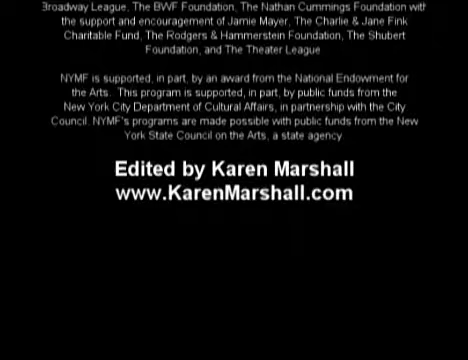 Broadway League, The BWF Foundation, The Nathan Cummings Foundation with
the support and encouragement of Jamie Mayer, The Charlie & Jane Fink
Charitable Fund, The Rodgers & Hammerstein Foundation, The Shubert
Foundation, and The Theater League
NYMF is supported, in part, by an award from the National Endowment for
the Arts. This program is supported, in part, by public funds from the
New York City Department of Cultural Affairs, in partnership with the City
Council. NYMF's programs are made possible with public funds from the New
York State Council on the Arts, a state agency.
Edited by Karen Marshall
www.KarenMarshall.com